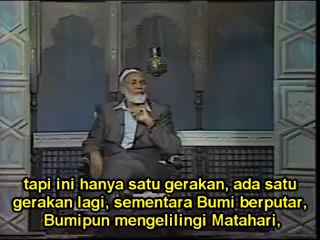 tapi ini hanya satu gerakan, ada satu
gerakan lagi, sementara Bumi berputar,
Bumipun mengelilingi Matahari,